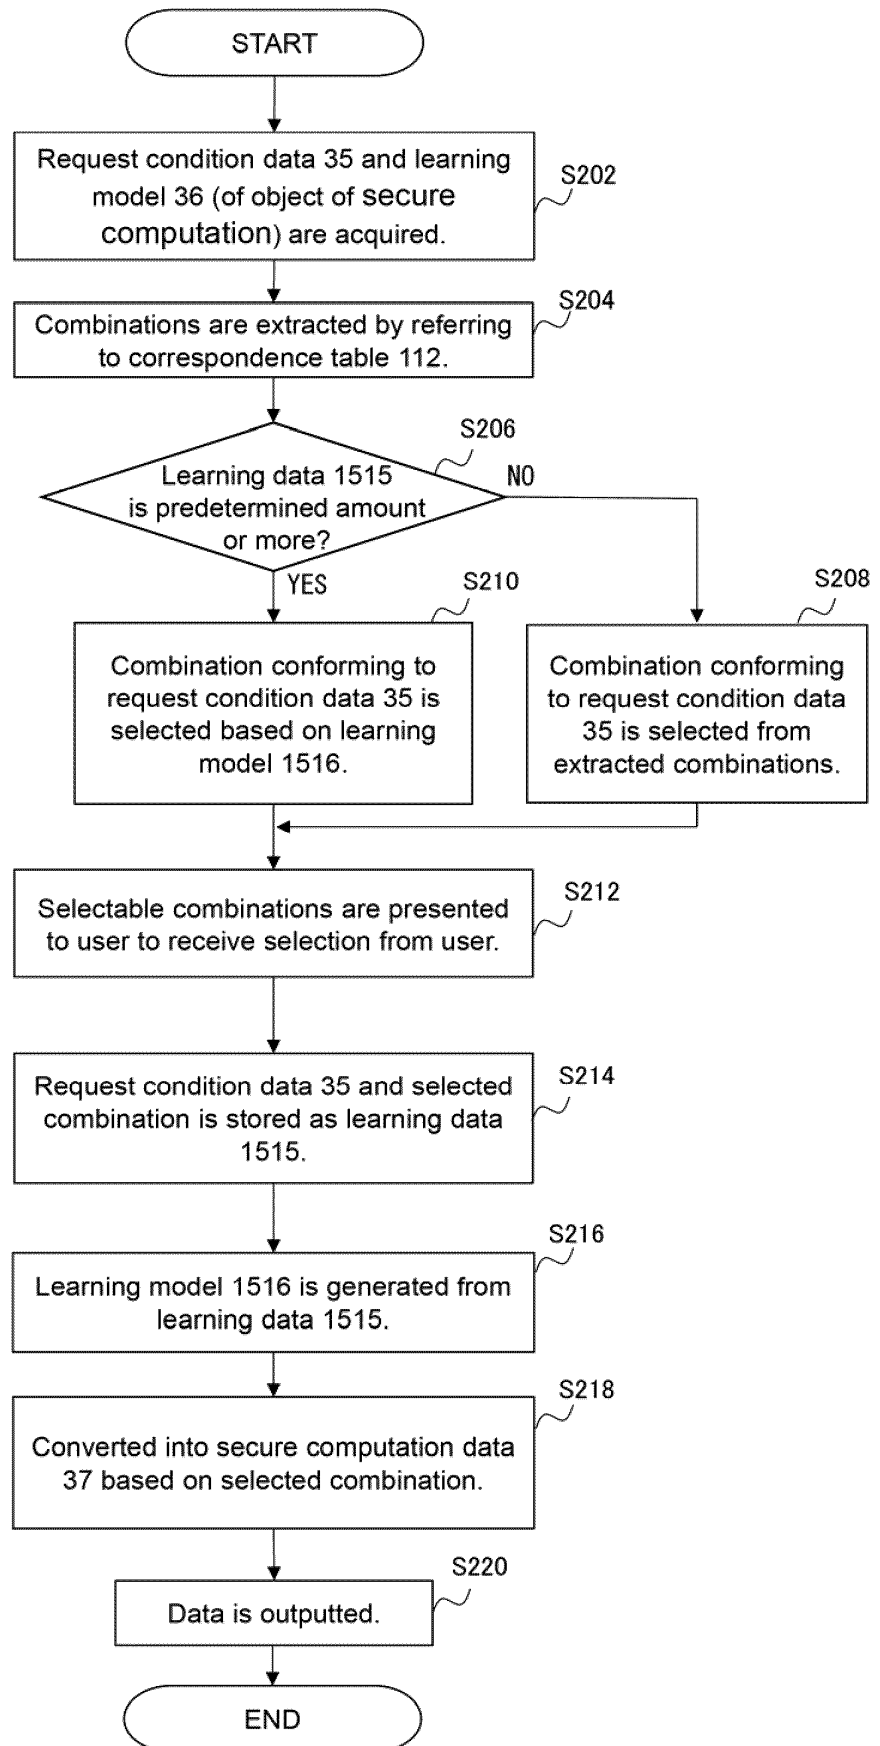 START
Request condition data 35 and learning
model 36 (of object of secure
computation) are acquired.
S202
Combinations are extracted by referring
to correspondence table 112.
S204
Learning data 1515
is predetermined amount
or more?
S206
NO
YES
S210
Combination conforming to
request condition data 35 is
selected based on learning
model 1516.
S208
Combination conforming
to request condition data
35 is selected from
extracted combinations.
Selectable combinations are presented
to user to receive selection from user.
S212
Request condition data 35 and selected
combination is stored as learning data
1515.
S214
Learning model 1516 is generated from
learning data 1515.
S216
Converted into secure computation data
37 based on selected combination.
S218
Data is outputted.
S220
END